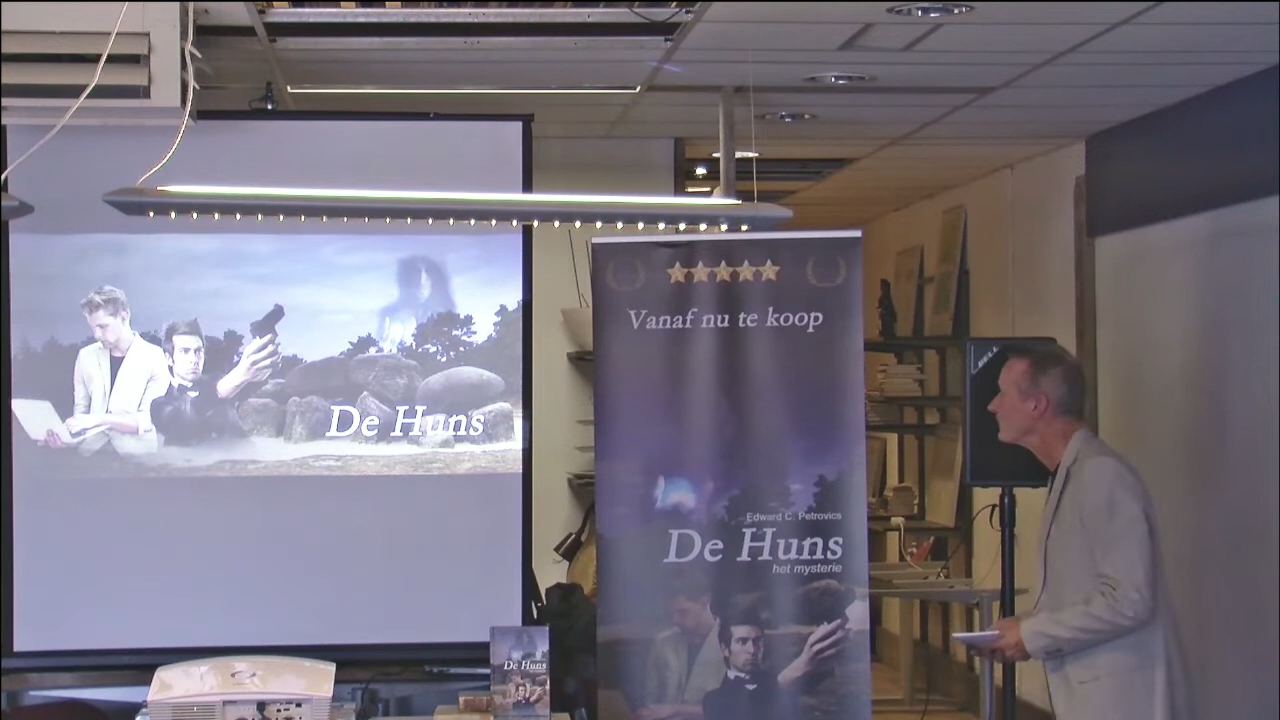 De Huns
Vanaf nu te koop
Edward C. Petrovics
De Huns
het mysterie
De Huns